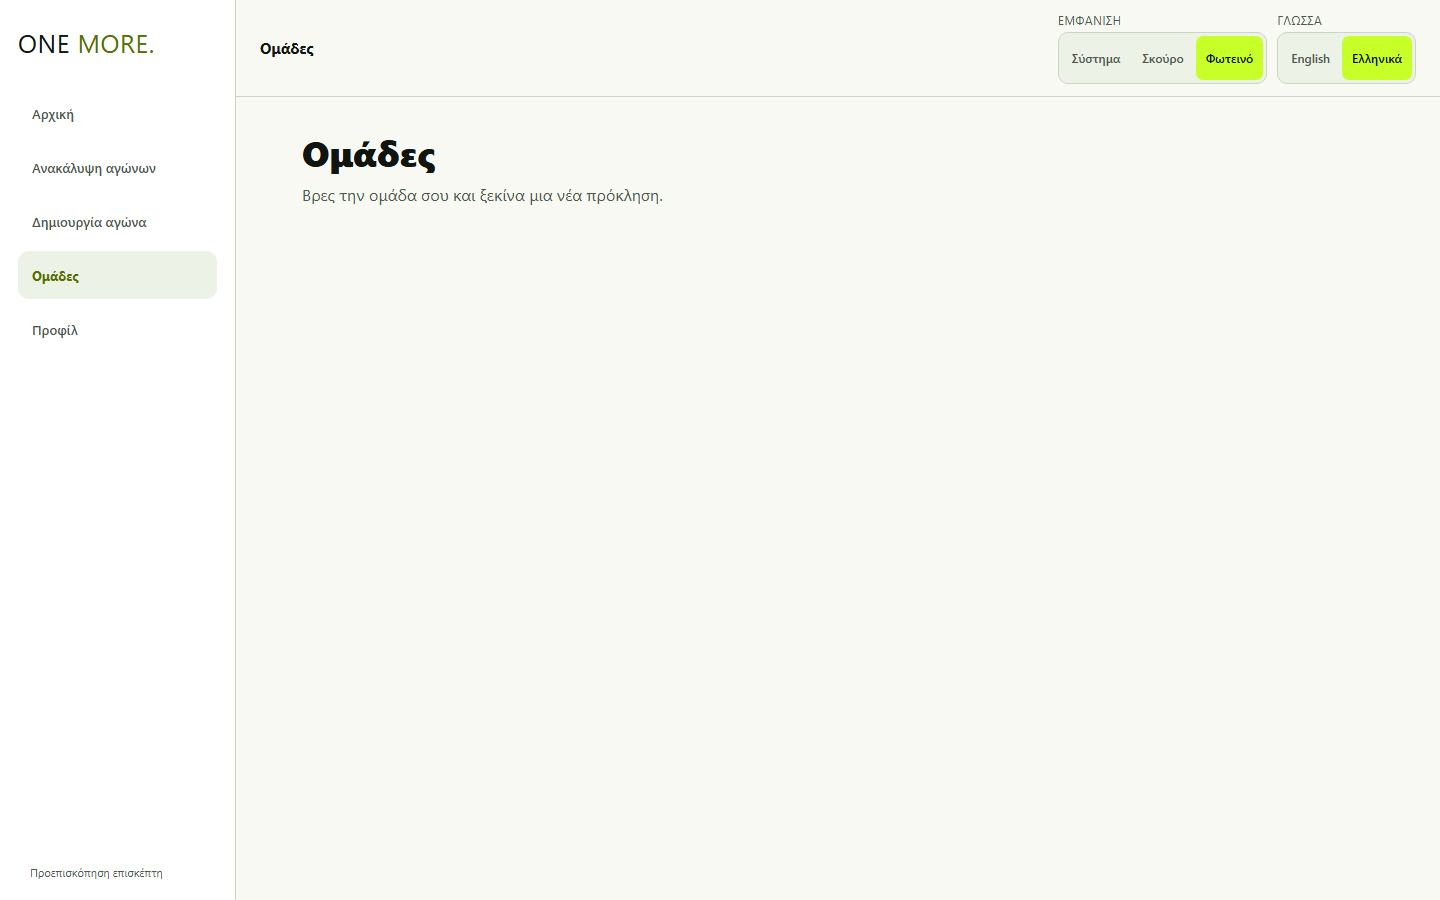 ONE MORE.
Αρχική
Ανακάλυψη αγώνων
Δημιουργία αγώνα
Ομάδες
Προφίλ
Προεπισκόπηση επισκέπτη
Ομάδες
ΕΜΦΑΝΙΣΗ
Σύστημα Σκούρο Φωτεινό
ΓΛΩΣΣΑ
English Ελληνικά
Ομάδες
Βρες την ομάδα σου και ξεκίνα μια νέα πρόκληση.